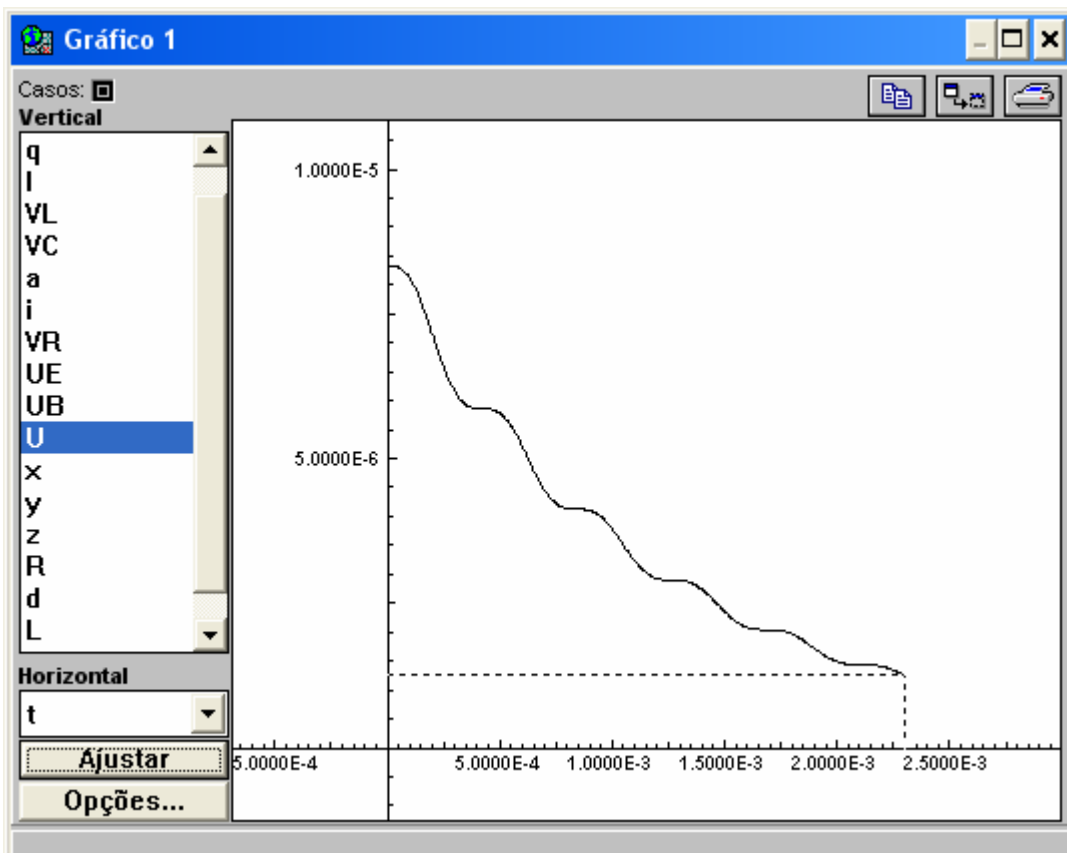 Gráfico 1
Casos:
Vertical
q
l
VL
VC
a
i
VR
UE
UB
U
x
y
z
R
d
L
Horizontal
t
Ajustar
Opções...
1.0000E-5
5.0000E-6
5.0000E-4 5.0000E-4 1.0000E-3 1.5000E-3 2.0000E-3 2.5000E-3